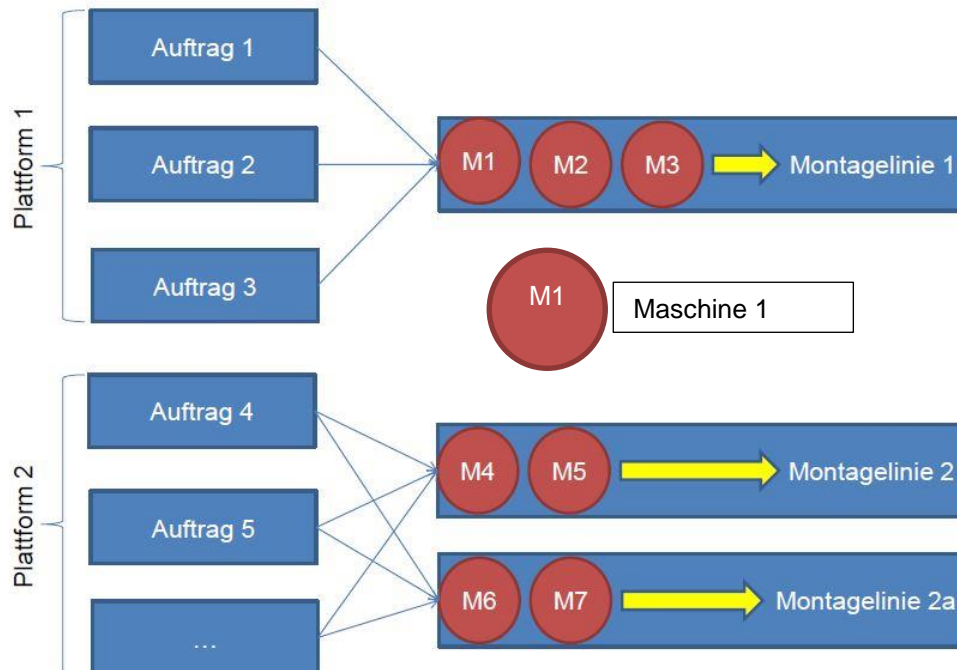 Plattform 1
Auftrag 1
Auftrag 2
Auftrag 3
M1 M2 M3 Montagelinie 1
M1 Maschine 1
Plattform 2
Auftrag 4
Auftrag 5
...
M4 M5 Montagelinie 2
M6 M7 Montagelinie 2a